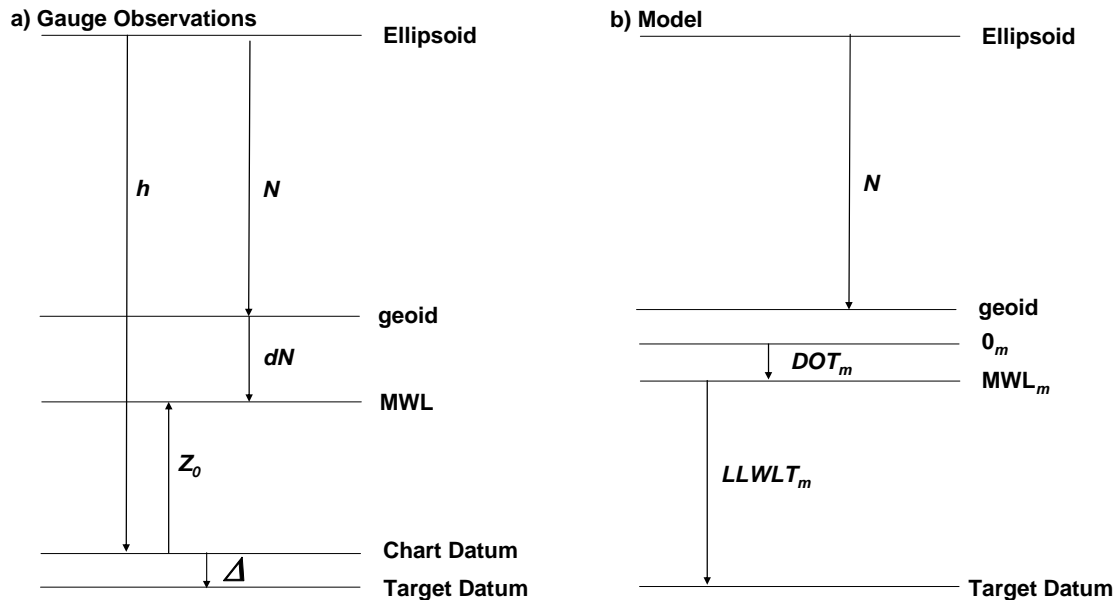 a) Gauge Observations
Ellipsoid
h
N
geoid
dN
MWL
Z₀
Chart Datum
Δ
Target Datum
b) Model
Ellipsoid
N
geoid
0ₘ
DOTₘ
MWLₘ
LLWLTₘ
Target Datum